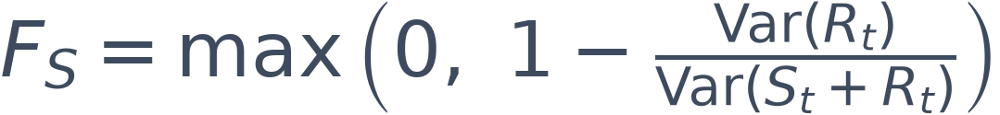 F_S = max(0, 1 − Var(R_t) / Var(S_t + R_t))